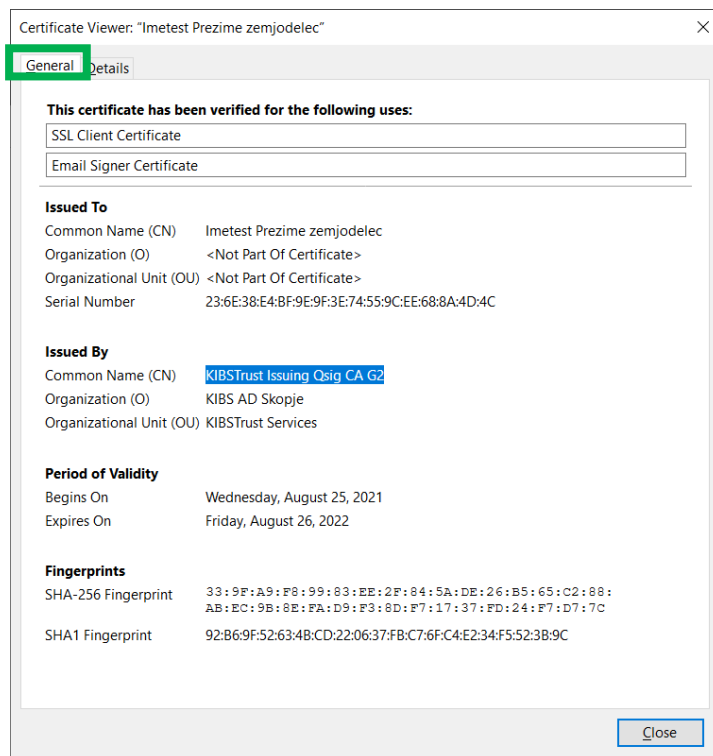 Certificate Viewer: “Imetest Prezime zemjodelec”
General Details
This certificate has been verified for the following uses:
SSL Client Certificate
Email Signer Certificate
Issued To
Common Name (CN) Imetest Prezime zemjodelec
Organization (O) <Not Part Of Certificate>
Organizational Unit (OU) <Not Part Of Certificate>
Serial Number 23:6E:38:E4:BF:9E:9F:3E:74:55:9C:EE:68:8A:4D:4C
Issued By
Common Name (CN) KIBSTrust Issuing Qsig CA G2
Organization (O) KIBS AD Skopje
Organizational Unit (OU) KIBSTrust Services
Period of Validity
Begins On Wednesday, August 25, 2021
Expires On Friday, August 26, 2022
Fingerprints
SHA-256 Fingerprint 33:9F:A9:F8:99:83:EE:2F:84:5A:DE:26:B5:65:C2:88:
AB:EC:9B:8E:FA:D9:F3:8D:F7:17:37:FD:24:F7:D7:7C
SHA1 Fingerprint 92:B6:9F:52:63:4B:CD:22:06:37:FB:C7:6F:C4:E2:34:F5:52:3B:9C
Close